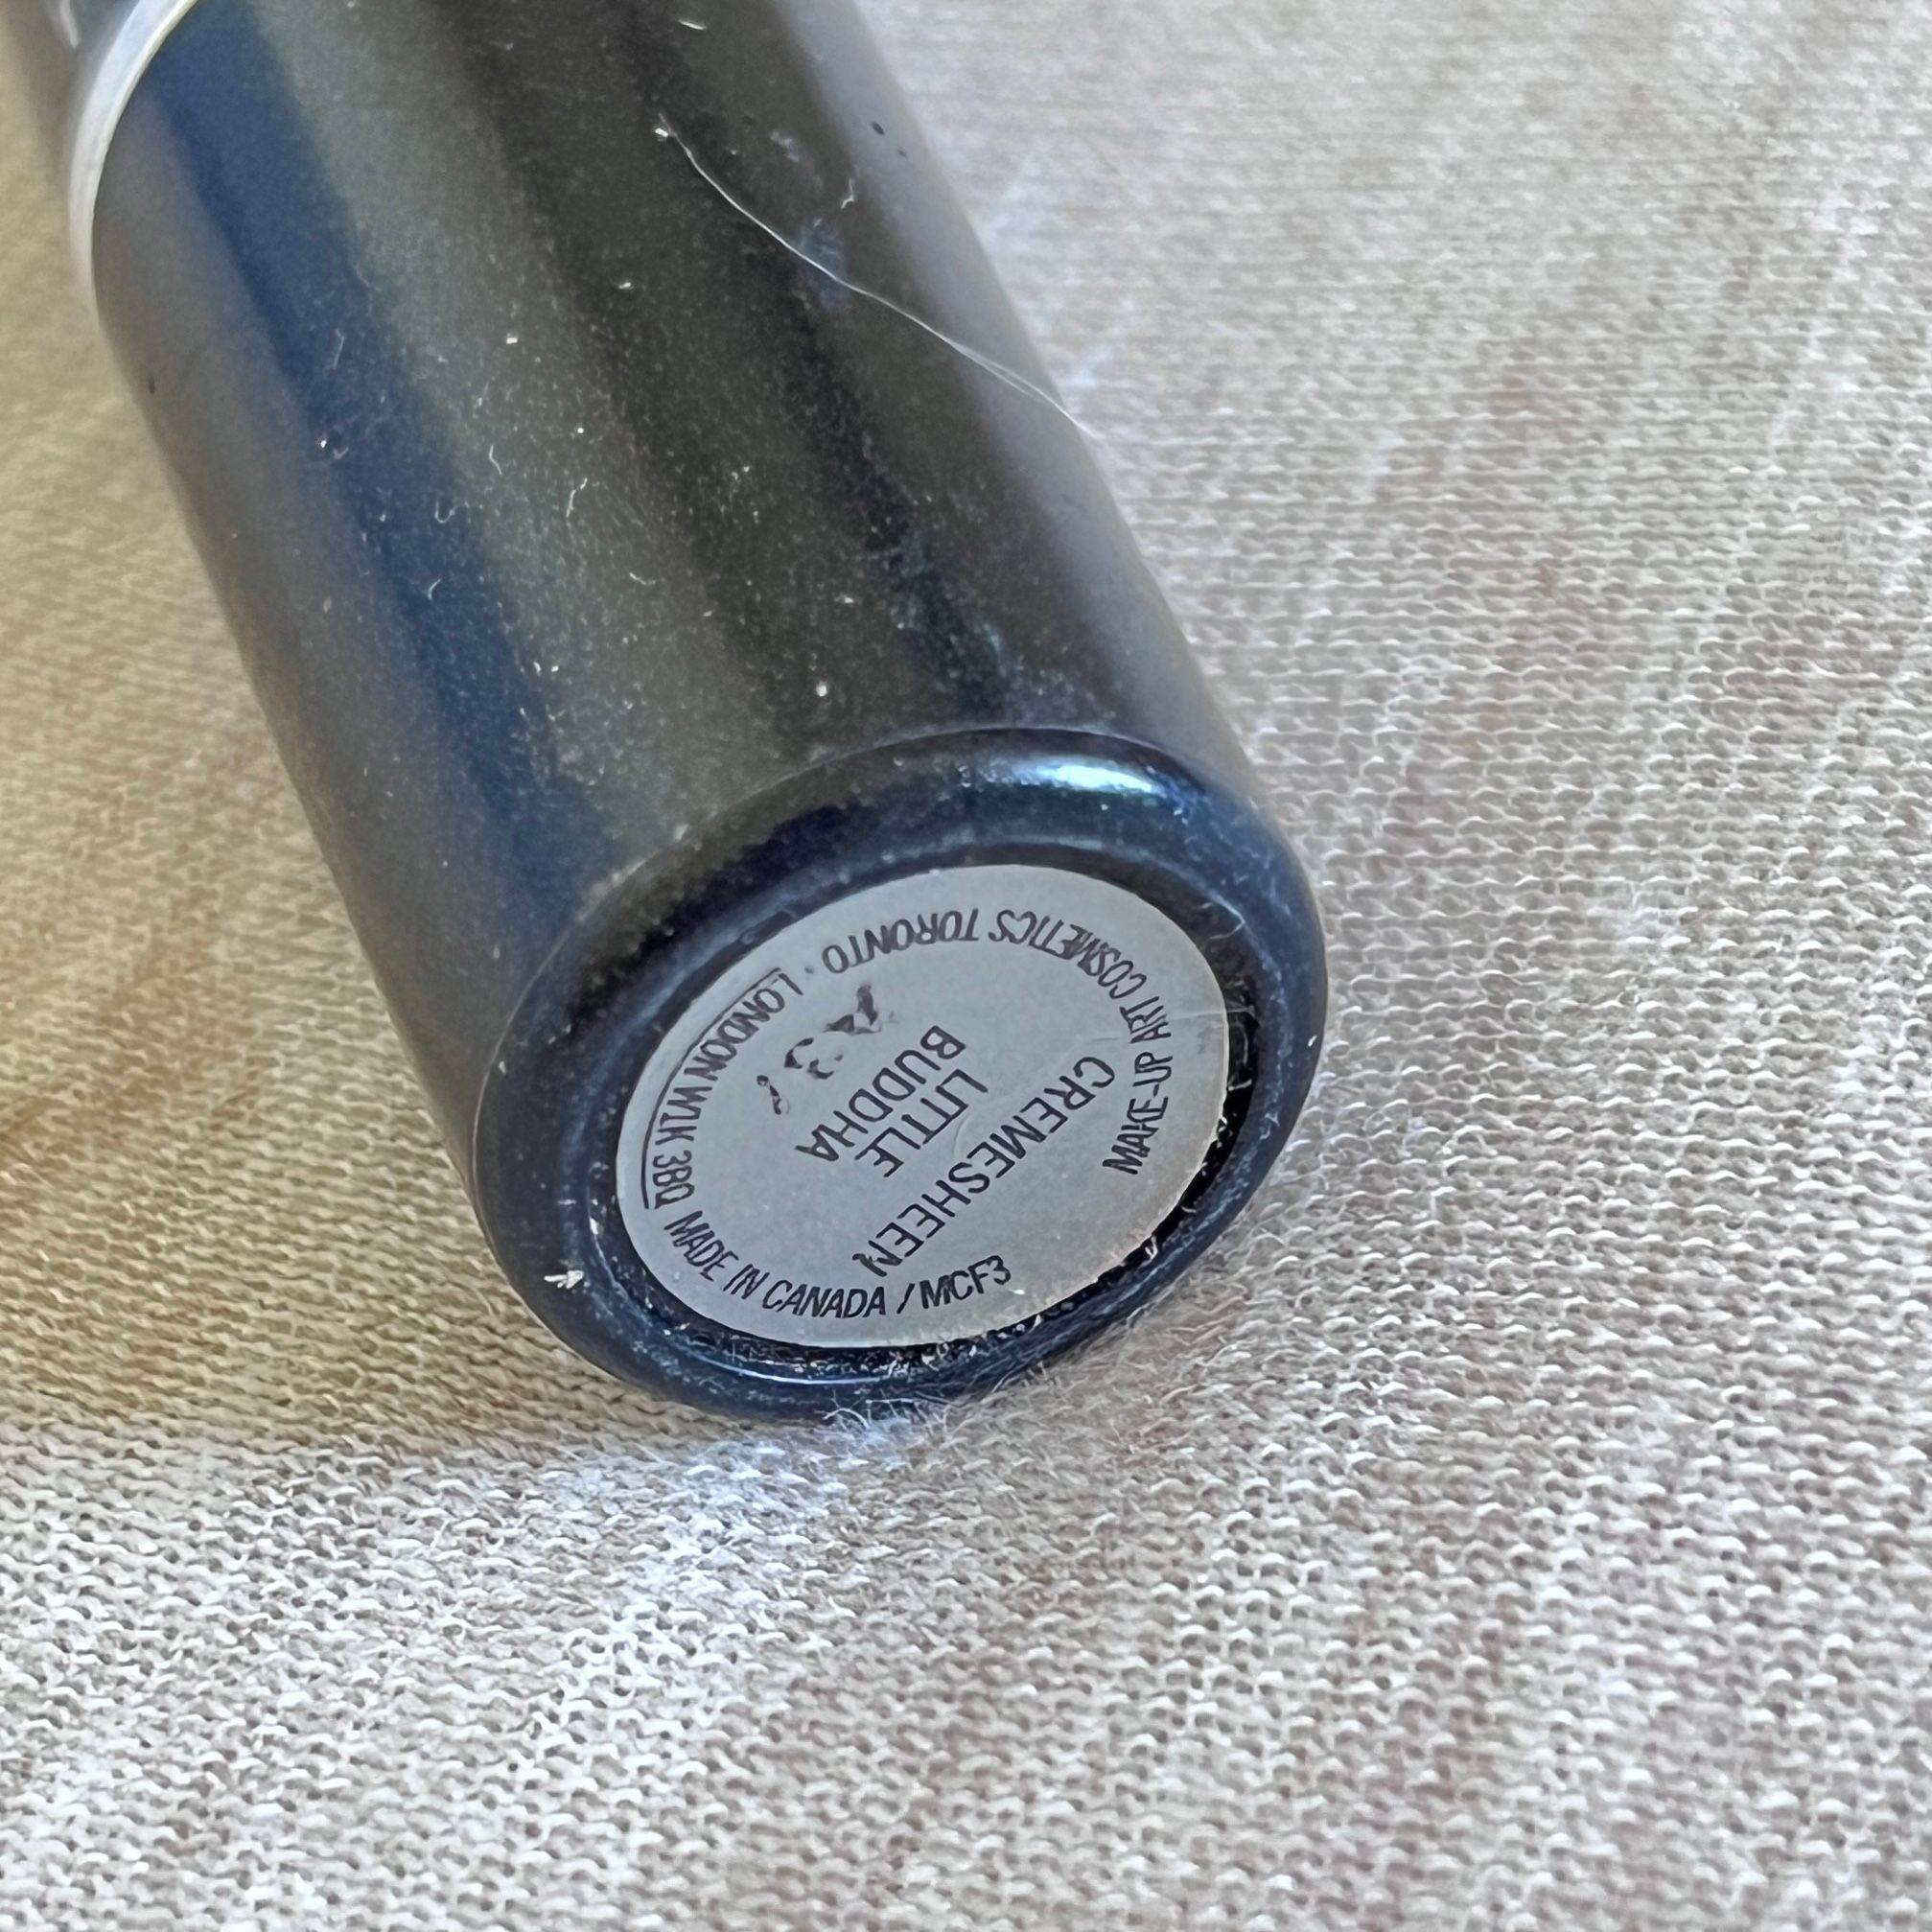 MAKE-UP ART COSMETICS TORONTO · LONDON W1K 3BQ MADE IN CANADA / MCF3
CREMESHEEN
LITTLE
BUDDHA